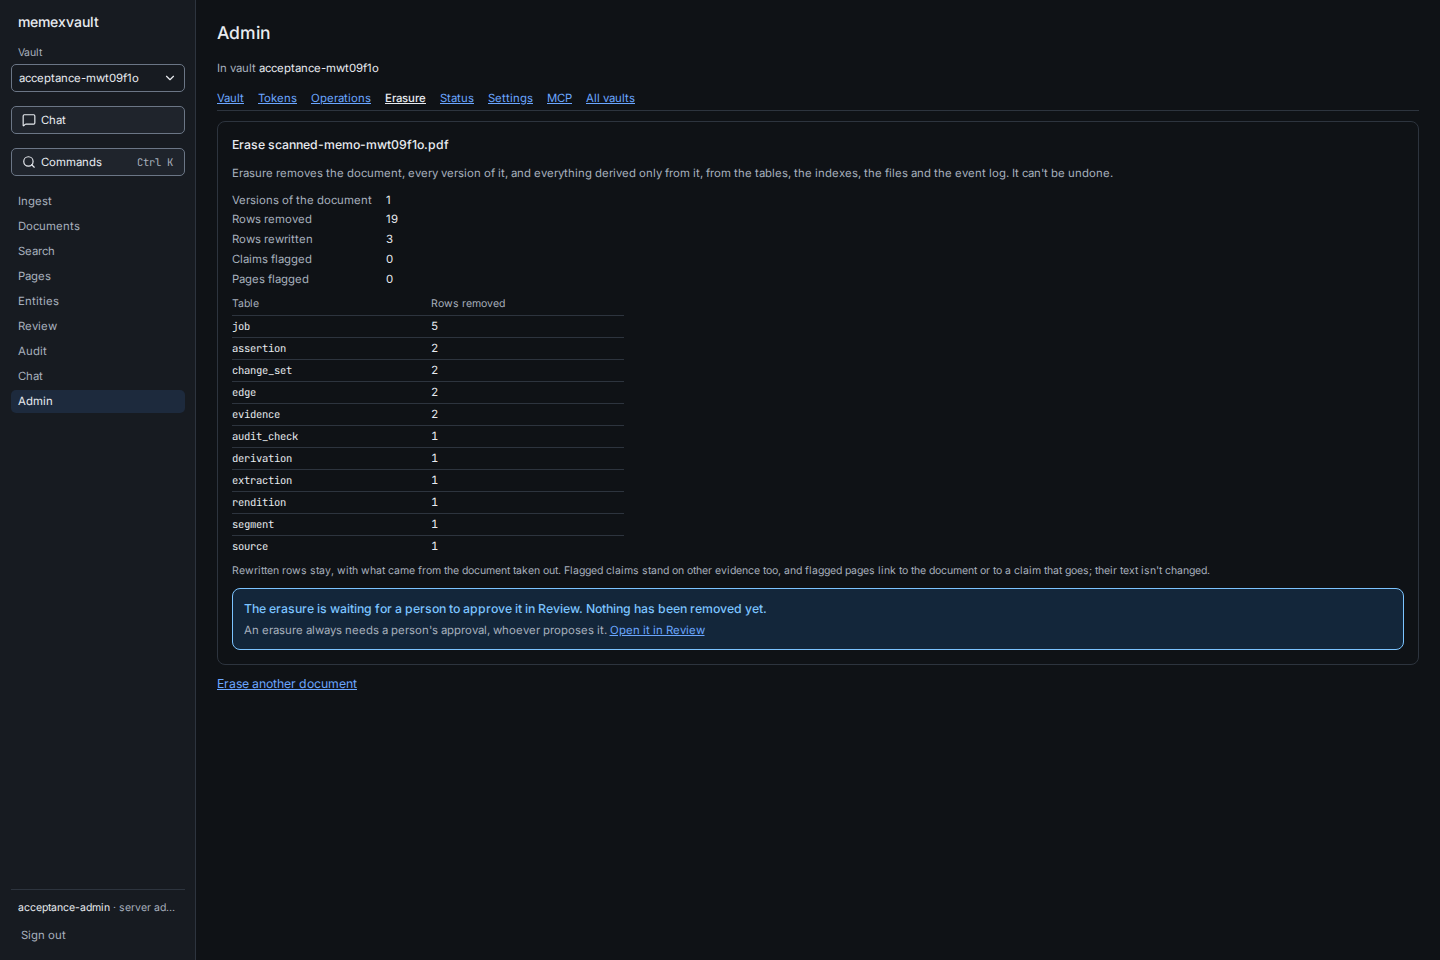 memexvault
Vault
acceptance-mwt09f1o
Chat
Commands Ctrl K
Ingest
Documents
Search
Pages
Entities
Review
Audit
Chat
Admin
acceptance-admin · server ad...
Sign out
Admin
In vault acceptance-mwt09f1o
Vault Tokens Operations Erasure Status Settings MCP All vaults
Erase scanned-memo-mwt09f1o.pdf
Erasure removes the document, every version of it, and everything derived only from it, from the tables, the indexes, the files and the event log. It can't be undone.
Versions of the document 1
Rows removed 19
Rows rewritten 3
Claims flagged 0
Pages flagged 0
Table Rows removed
job 5
assertion 2
change_set 2
edge 2
evidence 2
audit_check 1
derivation 1
extraction 1
rendition 1
segment 1
source 1
Rewritten rows stay, with what came from the document taken out. Flagged claims stand on other evidence too, and flagged pages link to the document or to a claim that goes; their text isn't changed.
The erasure is waiting for a person to approve it in Review. Nothing has been removed yet.
An erasure always needs a person's approval, whoever proposes it. Open it in Review
Erase another document